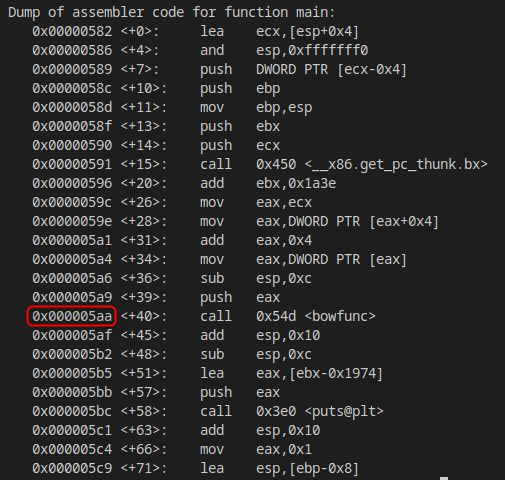 Dump of assembler code for function main:
0x00000582 <+0>: lea ecx,[esp+0x4]
0x00000586 <+4>: and esp,0xfffffff0
0x00000589 <+7>: push DWORD PTR [ecx-0x4]
0x0000058c <+10>: push ebp
0x0000058d <+11>: mov ebp,esp
0x0000058f <+13>: push ebx
0x00000590 <+14>: push ecx
0x00000591 <+15>: call 0x450 <__x86.get_pc_thunk.bx>
0x00000596 <+20>: add ebx,0x1a3e
0x0000059c <+26>: mov eax,ecx
0x0000059e <+28>: mov eax,DWORD PTR [eax+0x4]
0x000005a1 <+31>: add eax,0x4
0x000005a4 <+34>: mov eax,DWORD PTR [eax]
0x000005a6 <+36>: sub esp,0xc
0x000005a9 <+39>: push eax
0x000005aa <+40>: call 0x54d <bowfunc>
0x000005af <+45>: add esp,0x10
0x000005b2 <+48>: sub esp,0xc
0x000005b5 <+51>: lea eax,[ebx-0x1974]
0x000005bb <+57>: push eax
0x000005bc <+58>: call 0x3e0 <puts@plt>
0x000005c1 <+63>: add esp,0x10
0x000005c4 <+66>: mov eax,0x1
0x000005c9 <+71>: lea esp,[ebp-0x8]